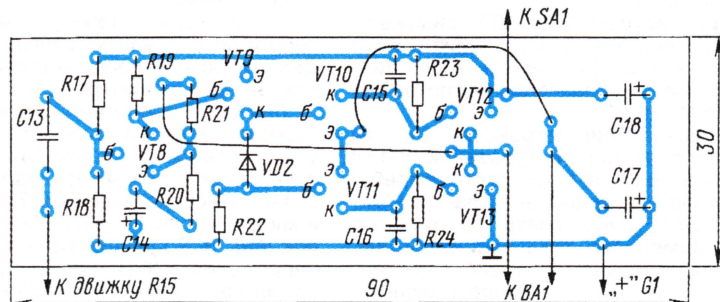 К SA1
R19
VT9
R17
э
VT10
R23
к
C15
VT12
б
б
R21
б
к
э
C13
к
VT8
э
к
C18
б
э
VD2
э
к
C17
R20
VT11
R18
б
б
э
к
VT13
C14
R22
C16
R24
30
К движку R15
90
К BA1
„+" G1